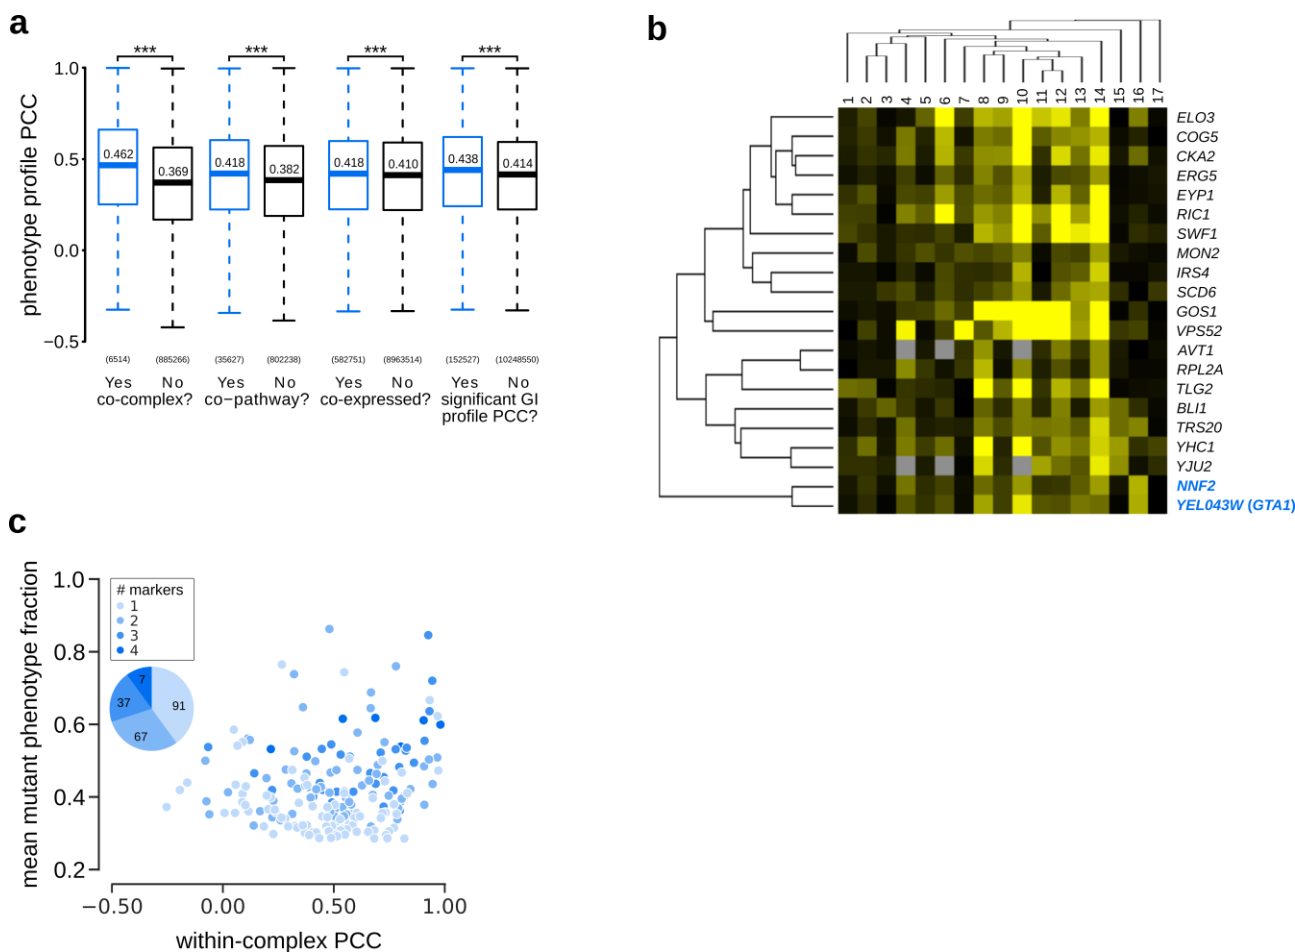 a
phenotype profile PCC
1.0
0.5
0.0
−0.5
*** *** *** ***
0.462 0.369 0.418 0.382 0.418 0.410 0.438 0.414
(6514) (885266) (35627) (802238) (582751) (8963514) (152527) (10248550)
Yes No Yes No Yes No Yes No
co-complex? co−pathway? co-expressed? significant GI
profile PCC?
b
1 2 3 4 5 6 7 8 9 10 11 12 13 14 15 16 17
ELO3
COG5
CKA2
ERG5
EYP1
RIC1
SWF1
MON2
IRS4
SCD6
GOS1
VPS52
AVT1
RPL2A
TLG2
BLI1
TRS20
YHC1
YJU2
NNF2
YEL043W (GTA1)
c
mean mutant phenotype fraction
1.0
0.8
0.6
0.4
0.2
# markers
1
2
3
4
7
37 91
67
−0.50 0.00 0.50 1.00
within-complex PCC